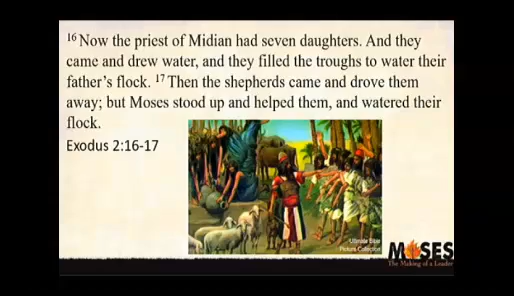 16 Now the priest of Midian had seven daughters. And they
came and drew water, and they filled the troughs to water their
father’s flock. 17 Then the shepherds came and drove them
away; but Moses stood up and helped them, and watered their
flock.
Exodus 2:16-17
Ultimate Bible
Picture Collection
MOSES
The Making of a Leader